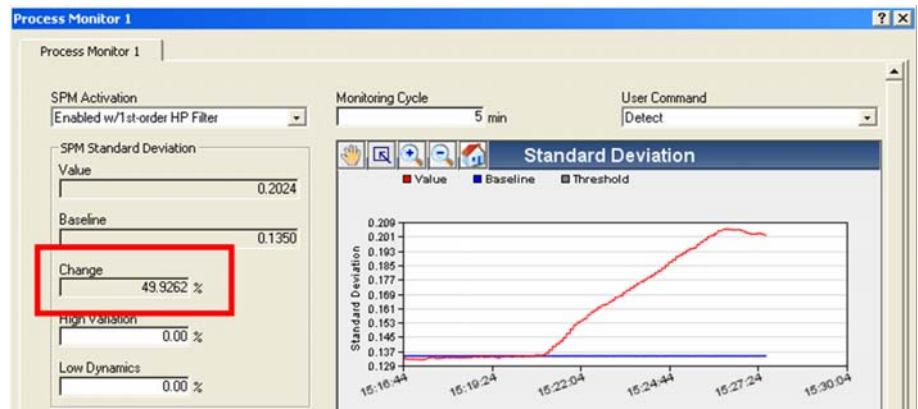 Process Monitor 1
Process Monitor 1
SPM Activation
Enabled w/1st-order HP Filter
Monitoring Cycle
5 min
User Command
Detect
SPM Standard Deviation
Value
0.2024
Baseline
0.1350
Change
49.9262 %
High Variation
0.00 %
Low Dynamics
0.00 %
Standard Deviation
Value Baseline Threshold
Standard Deviation
0.209
0.201
0.193
0.185
0.177
0.169
0.161
0.153
0.145
0.137
0.129
15:16:44 15:19:24 15:22:04 15:24:44 15:27:24 15:30:04